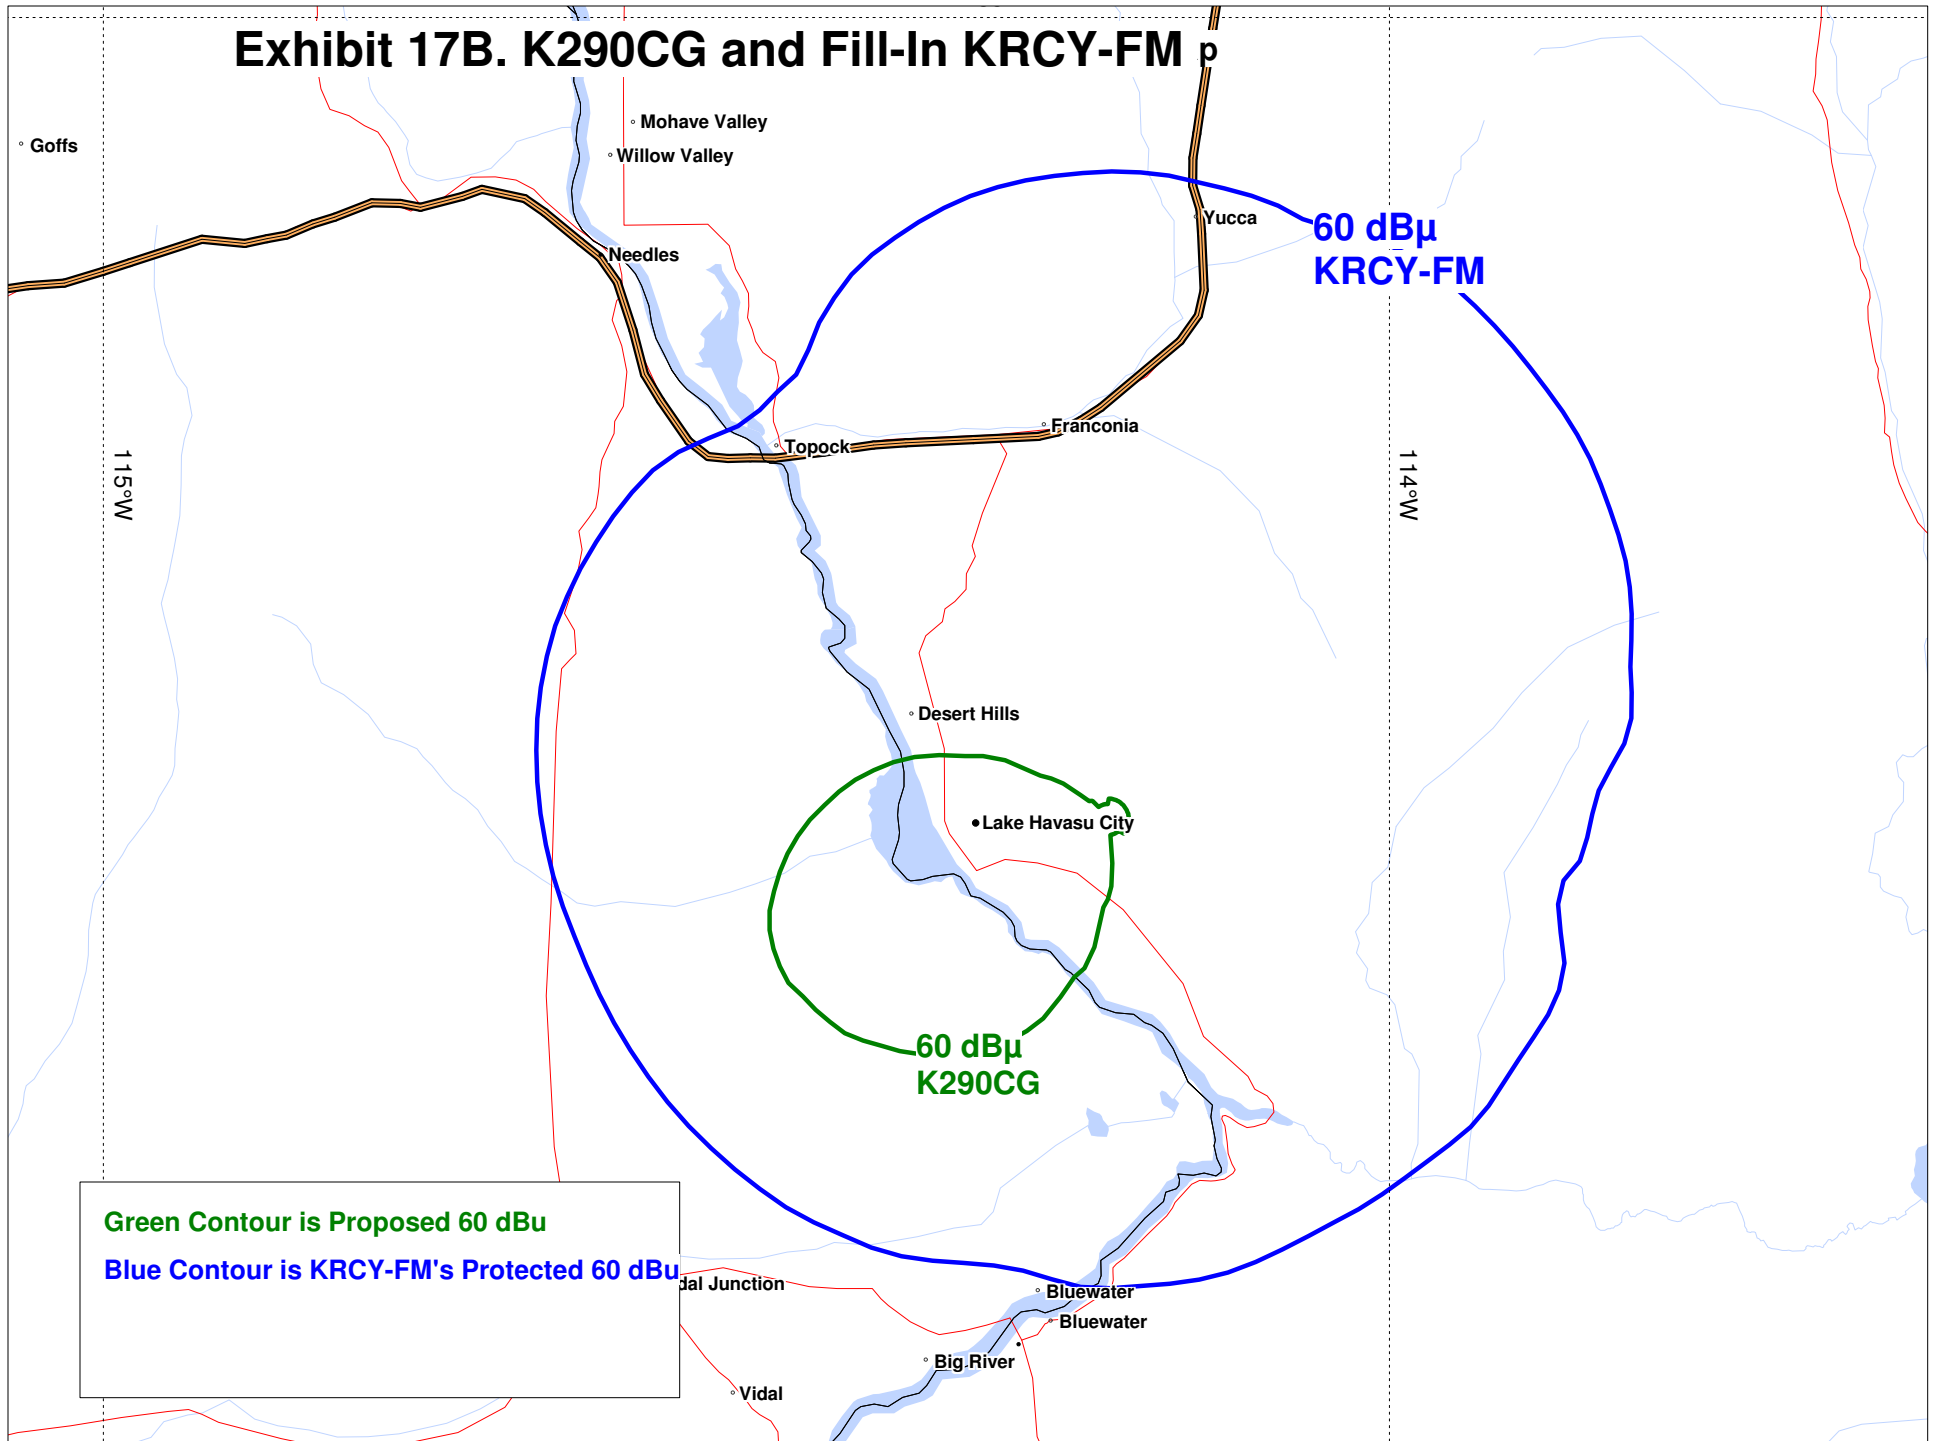 Exhibit 17B. K290CG and Fill-In KRCY-FM p
Mohave Valley
Goffs
Willow Valley
Yucca
60 dBµ
KRCY-FM
Needles
Franconia
Topock
115°W
114°W
Desert Hills
Lake Havasu City
60 dBµ
K290CG
Green Contour is Proposed 60 dBu
Blue Contour is KRCY-FM's Protected 60 dBu
dal Junction
Bluewater
Bluewater
Big River
Vidal